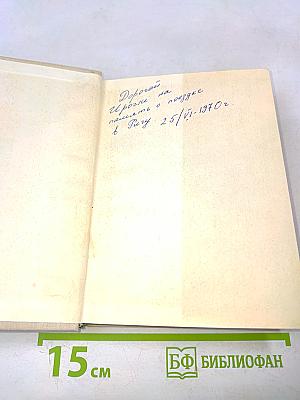 Дорогой
Ирочке на
память о поездке
в Ригу 25/VI-1970 г.
15 см
БФ БИБЛИОФАН